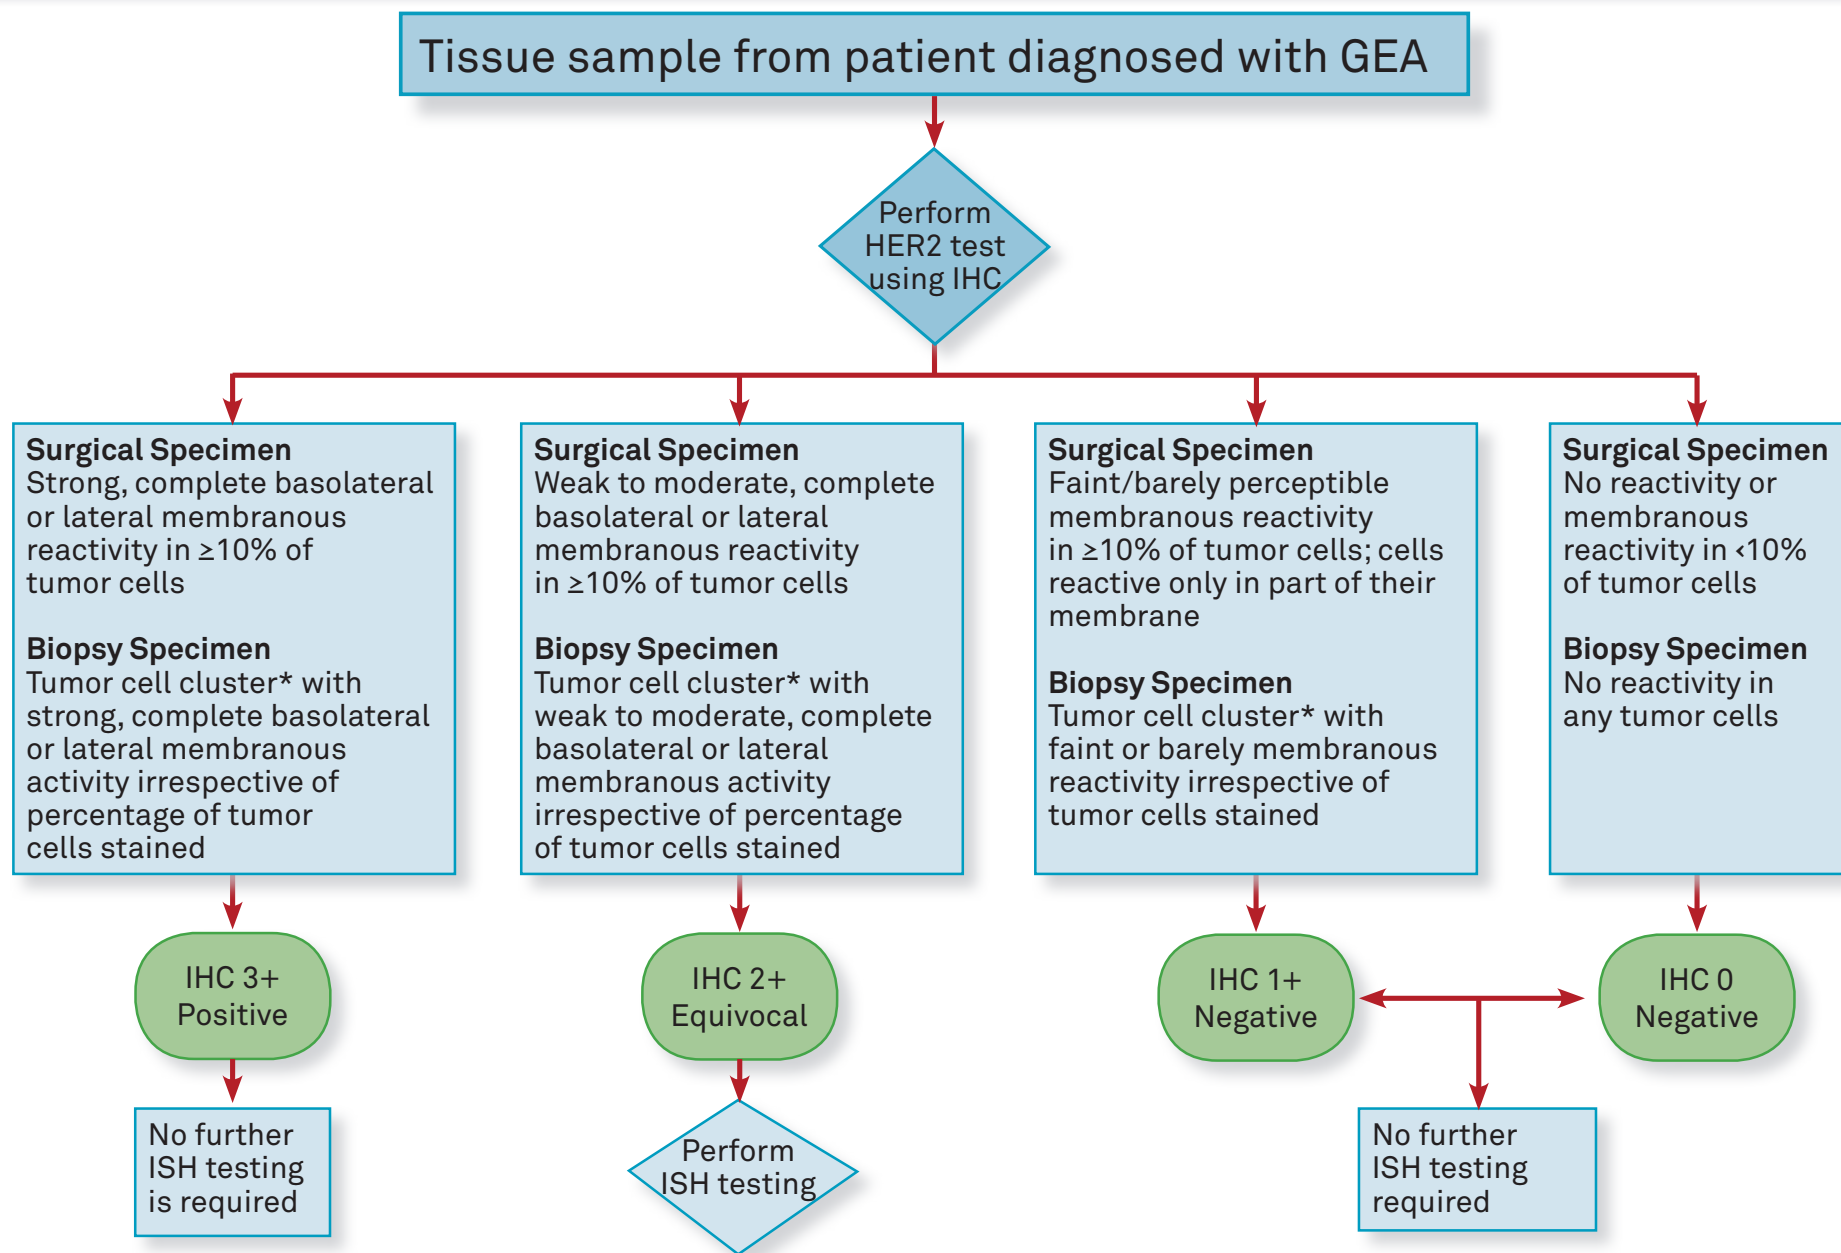 Tissue sample from patient diagnosed with GEA
Perform
HER2 test
using IHC
Surgical Specimen
Strong, complete basolateral
or lateral membranous
reactivity in ≥10% of
tumor cells
Biopsy Specimen
Tumor cell cluster* with
strong, complete basolateral
or lateral membranous
activity irrespective of
percentage of tumor
cells stained
Surgical Specimen
Weak to moderate, complete
basolateral or lateral
membranous reactivity
in ≥10% of tumor cells
Biopsy Specimen
Tumor cell cluster* with
weak to moderate, complete
basolateral or lateral
membranous activity
irrespective of percentage
of tumor cells stained
Surgical Specimen
Faint/barely perceptible
membranous reactivity
in ≥10% of tumor cells; cells
reactive only in part of their
membrane
Biopsy Specimen
Tumor cell cluster* with
faint or barely membranous
reactivity irrespective of
tumor cells stained
Surgical Specimen
No reactivity or
membranous
reactivity in <10%
of tumor cells
Biopsy Specimen
No reactivity in
any tumor cells
IHC 3+
Positive
IHC 2+
Equivocal
IHC 1+
Negative
IHC 0
Negative
No further
ISH testing
is required
Perform
ISH testing
No further
ISH testing
required